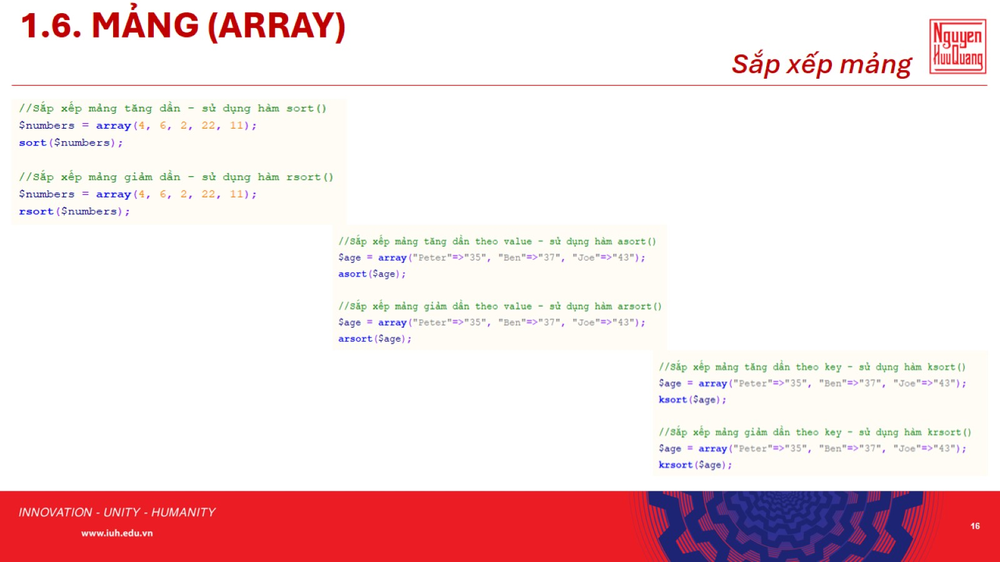 1.6. MẢNG (ARRAY)
Sắp xếp mảng
Nguyen
HuuQuang
//Sắp xếp mảng tăng dần - sử dụng hàm sort()
$numbers = array(4, 6, 2, 22, 11);
sort($numbers);
//Sắp xếp mảng giảm dần - sử dụng hàm rsort()
$numbers = array(4, 6, 2, 22, 11);
rsort($numbers);
//Sắp xếp mảng tăng dần theo value - sử dụng hàm asort()
$age = array("Peter"=>"35", "Ben"=>"37", "Joe"=>"43");
asort($age);
//Sắp xếp mảng giảm dần theo value - sử dụng hàm arsort()
$age = array("Peter"=>"35", "Ben"=>"37", "Joe"=>"43");
arsort($age);
//Sắp xếp mảng tăng dần theo key - sử dụng hàm ksort()
$age = array("Peter"=>"35", "Ben"=>"37", "Joe"=>"43");
ksort($age);
//Sắp xếp mảng giảm dần theo key - sử dụng hàm krsort()
$age = array("Peter"=>"35", "Ben"=>"37", "Joe"=>"43");
krsort($age);
INNOVATION - UNITY - HUMANITY
www.iuh.edu.vn
16